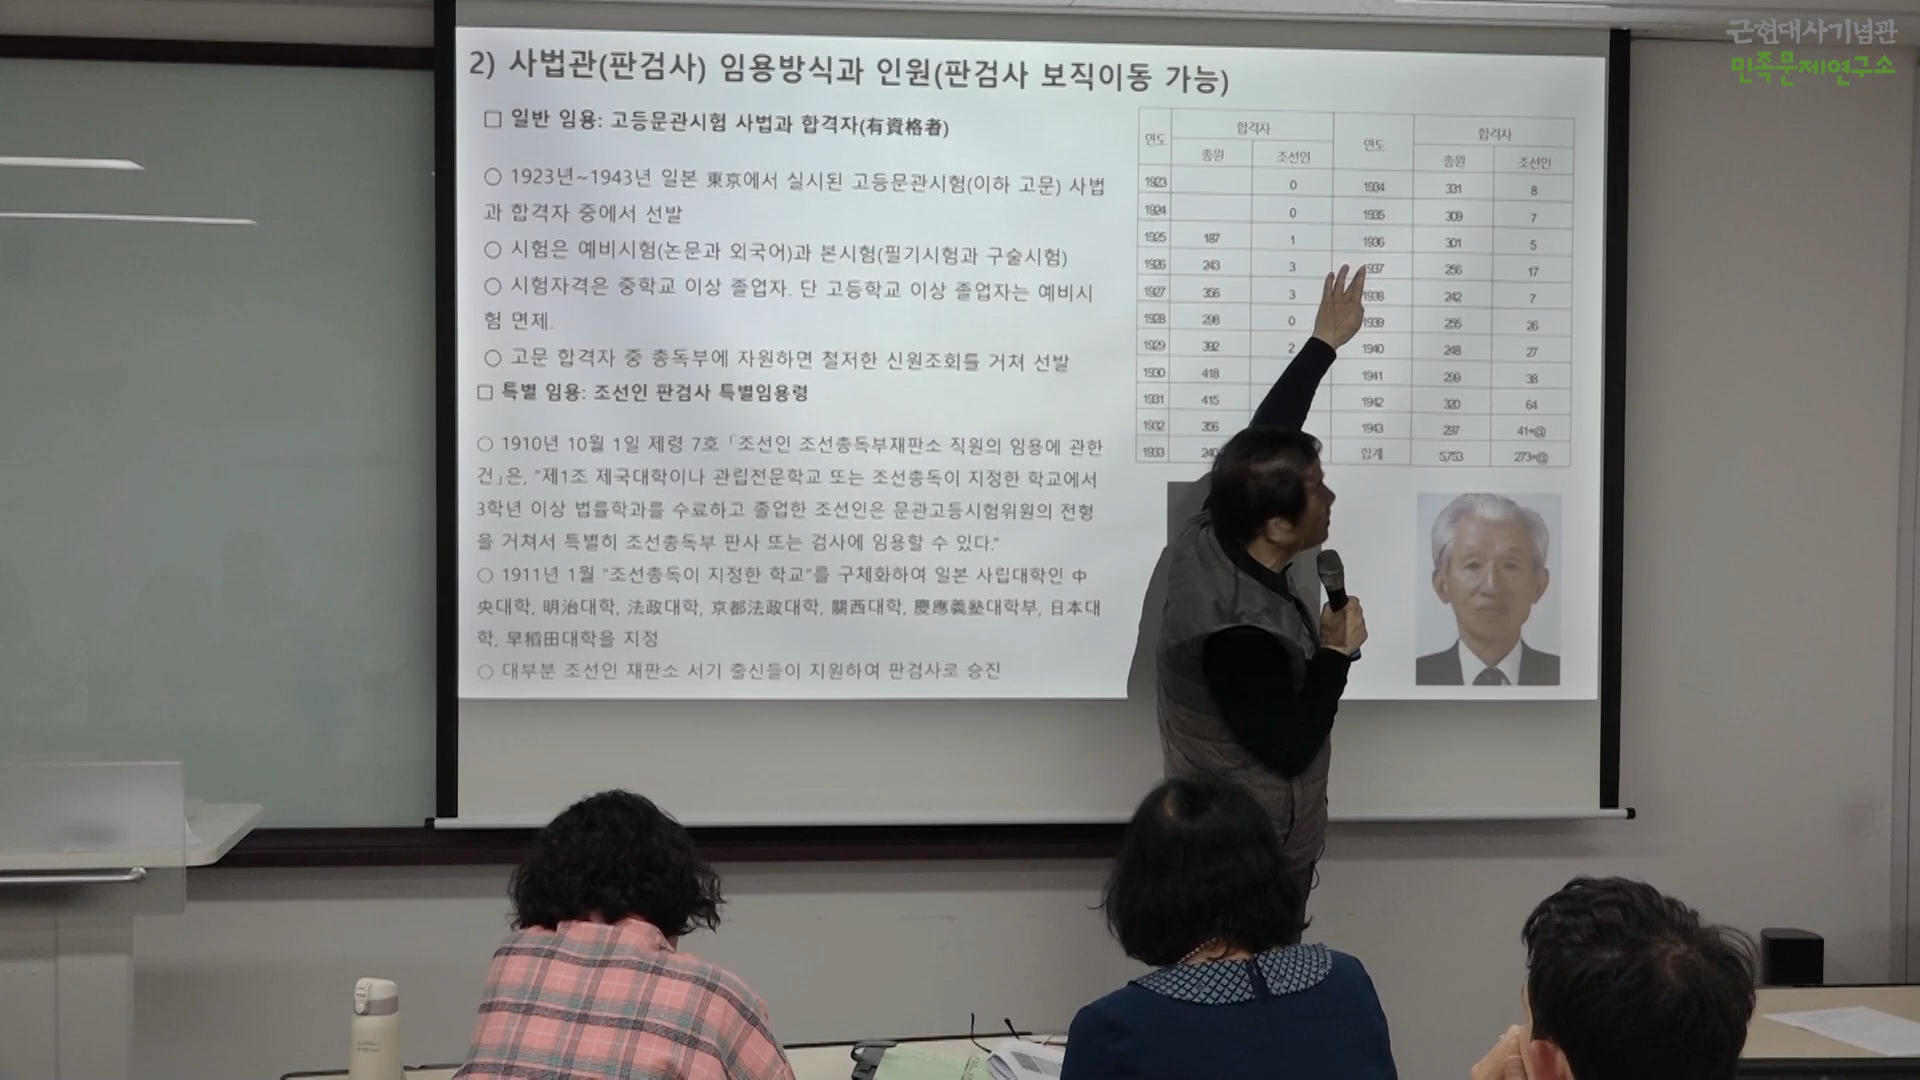 근현대사기념관
민족문제연구소
2) 사법관(판검사) 임용방식과 인원(판검사 보직이동 가능)
□ 일반 임용: 고등문관시험 사법과 합격자(有資格者)
○ 1923년~1943년 일본 東京에서 실시된 고등문관시험(이하 고문) 사법
과 합격자 중에서 선발
○ 시험은 예비시험(논문과 외국어)과 본시험(필기시험과 구술시험)
○ 시험자격은 중학교 이상 졸업자. 단 고등학교 이상 졸업자는 예비시
험 면제.
○ 고문 합격자 중 총독부에 자원하면 철저한 신원조회를 거쳐 선발
□ 특별 임용: 조선인 판검사 특별임용령
○ 1910년 10월 1일 제령 7호 「조선인 조선총독부재판소 직원의 임용에 관한
건」은, "제1조 제국대학이나 관립전문학교 또는 조선총독이 지정한 학교에서
3학년 이상 법률학과를 수료하고 졸업한 조선인은 문관고등시험위원의 전형
을 거쳐서 특별히 조선총독부 판사 또는 검사에 임용할 수 있다."
○ 1911년 1월 "조선총독이 지정한 학교"를 구체화하여 일본 사립대학인 中
央대학, 明治대학, 法政대학, 京都法政대학, 關西대학, 慶應義塾대학부, 日本대
학, 早稻田대학을 지정
○ 대부분 조선인 재판소 서기 출신들이 지원하여 판검사로 승진
연도 합격자 연도 합격자
총원 조선인 총원 조선인
1923 0 1934 331 8
1924 0 1935 309 7
1925 187 1 1936 301 5
1926 243 3 1937 256 17
1927 356 3 1938 242 7
1928 298 0 1939 255 26
1929 392 2 1940 248 27
1930 418 1941 299 38
1931 415 1942 320 64
1932 356 1943 297 41+@
1933 240 합계 5,753 273+@